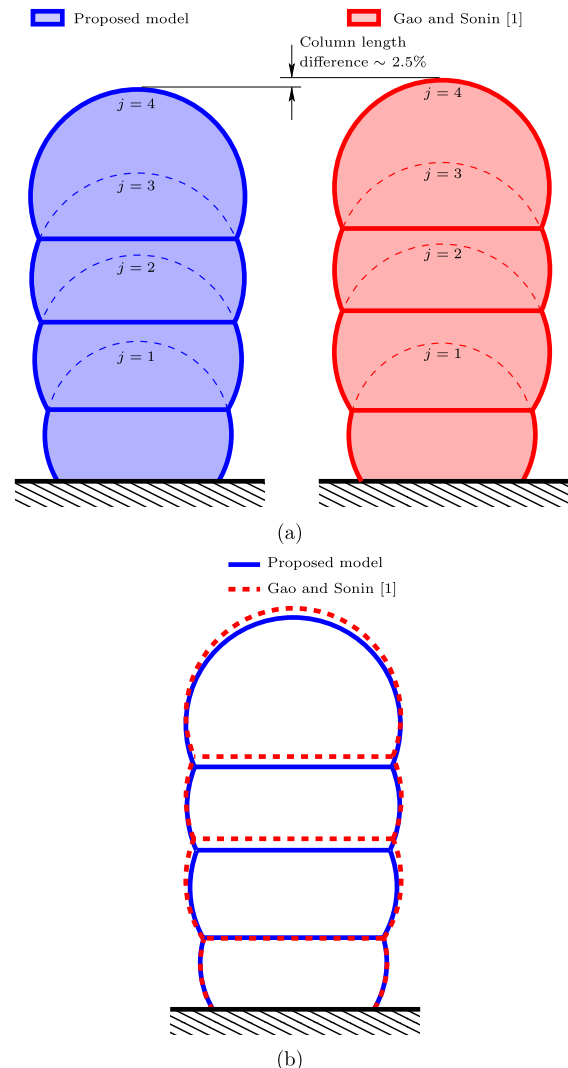 Proposed model
Gao and Sonin [1]
Column length
difference ∼ 2.5%
j = 4
j = 3
j = 2
j = 1
j = 4
j = 3
j = 2
j = 1
(a)
Proposed model
Gao and Sonin [1]
(b)